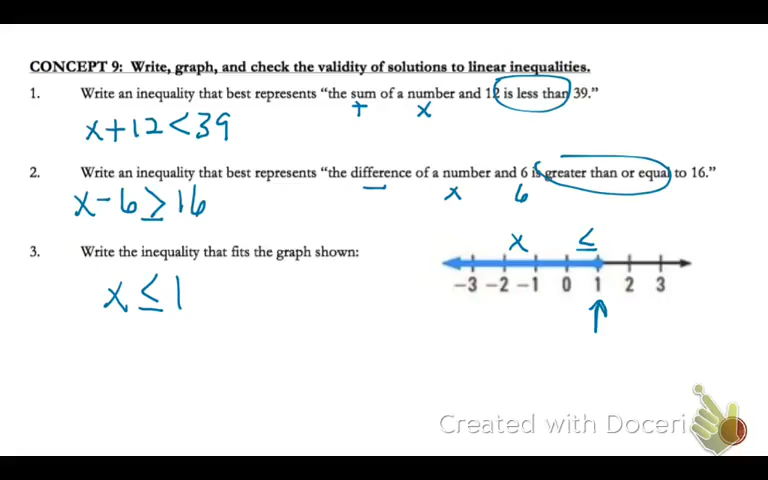 CONCEPT 9: Write, graph, and check the validity of solutions to linear inequalities.
1. Write an inequality that best represents “the sum of a number and 12 is less than 39.”
+ x
x+12<39
2. Write an inequality that best represents “the difference of a number and 6 is greater than or equal to 16.”
− x 6
x-6≥16
3. Write the inequality that fits the graph shown:
x ≤
−3 −2 −1 0 1 2 3
x≤1
Created with Doceri